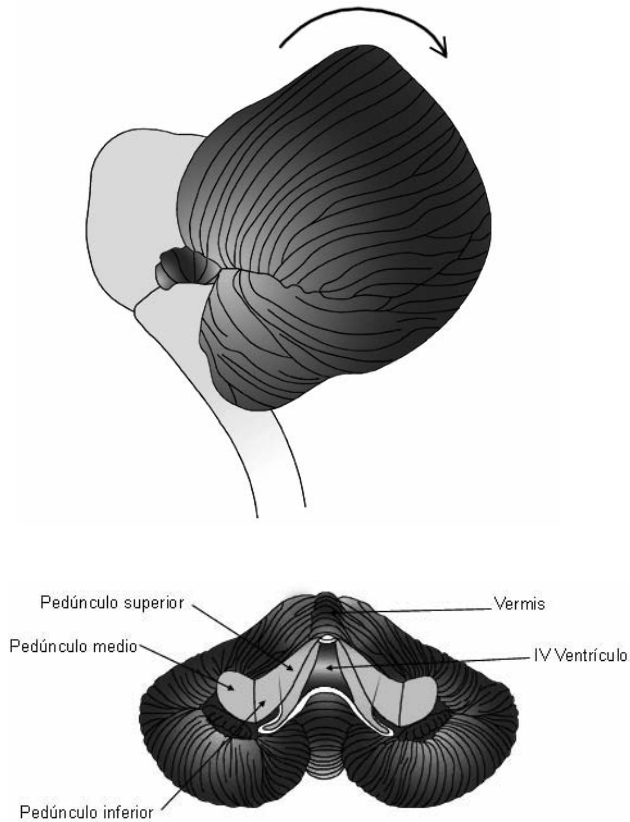 Pedúnculo superior
Vermis
Pedúnculo medio
IV Ventrículo
Pedúnculo inferior